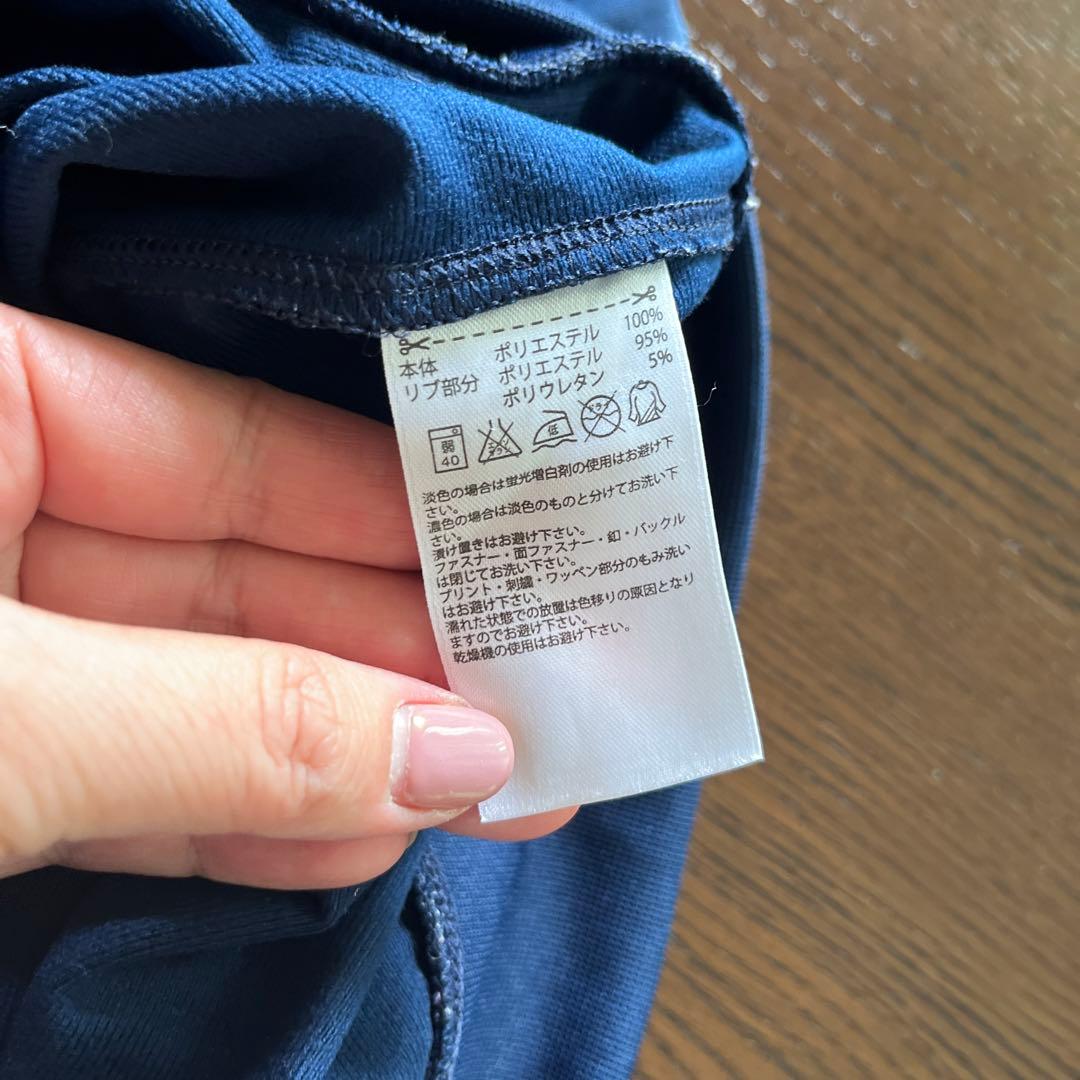 本体 ポリエステル 100%
リブ部分 ポリエステル 95%
ポリウレタン 5%
弱 40 エンソサラシ 低 ドライ
淡色の場合は蛍光増白剤の使用はお避け下
さい。
濃色の場合は淡色のものと分けてお洗い下
さい。
漬け置きはお避け下さい。
ファスナー・面ファスナー・釦・バックル
は閉じてお洗い下さい。
プリント・刺繍・ワッペン部分のもみ洗い
はお避け下さい。
濡れた状態での放置は色移りの原因となり
ますのでお避け下さい。
乾燥機の使用はお避け下さい。